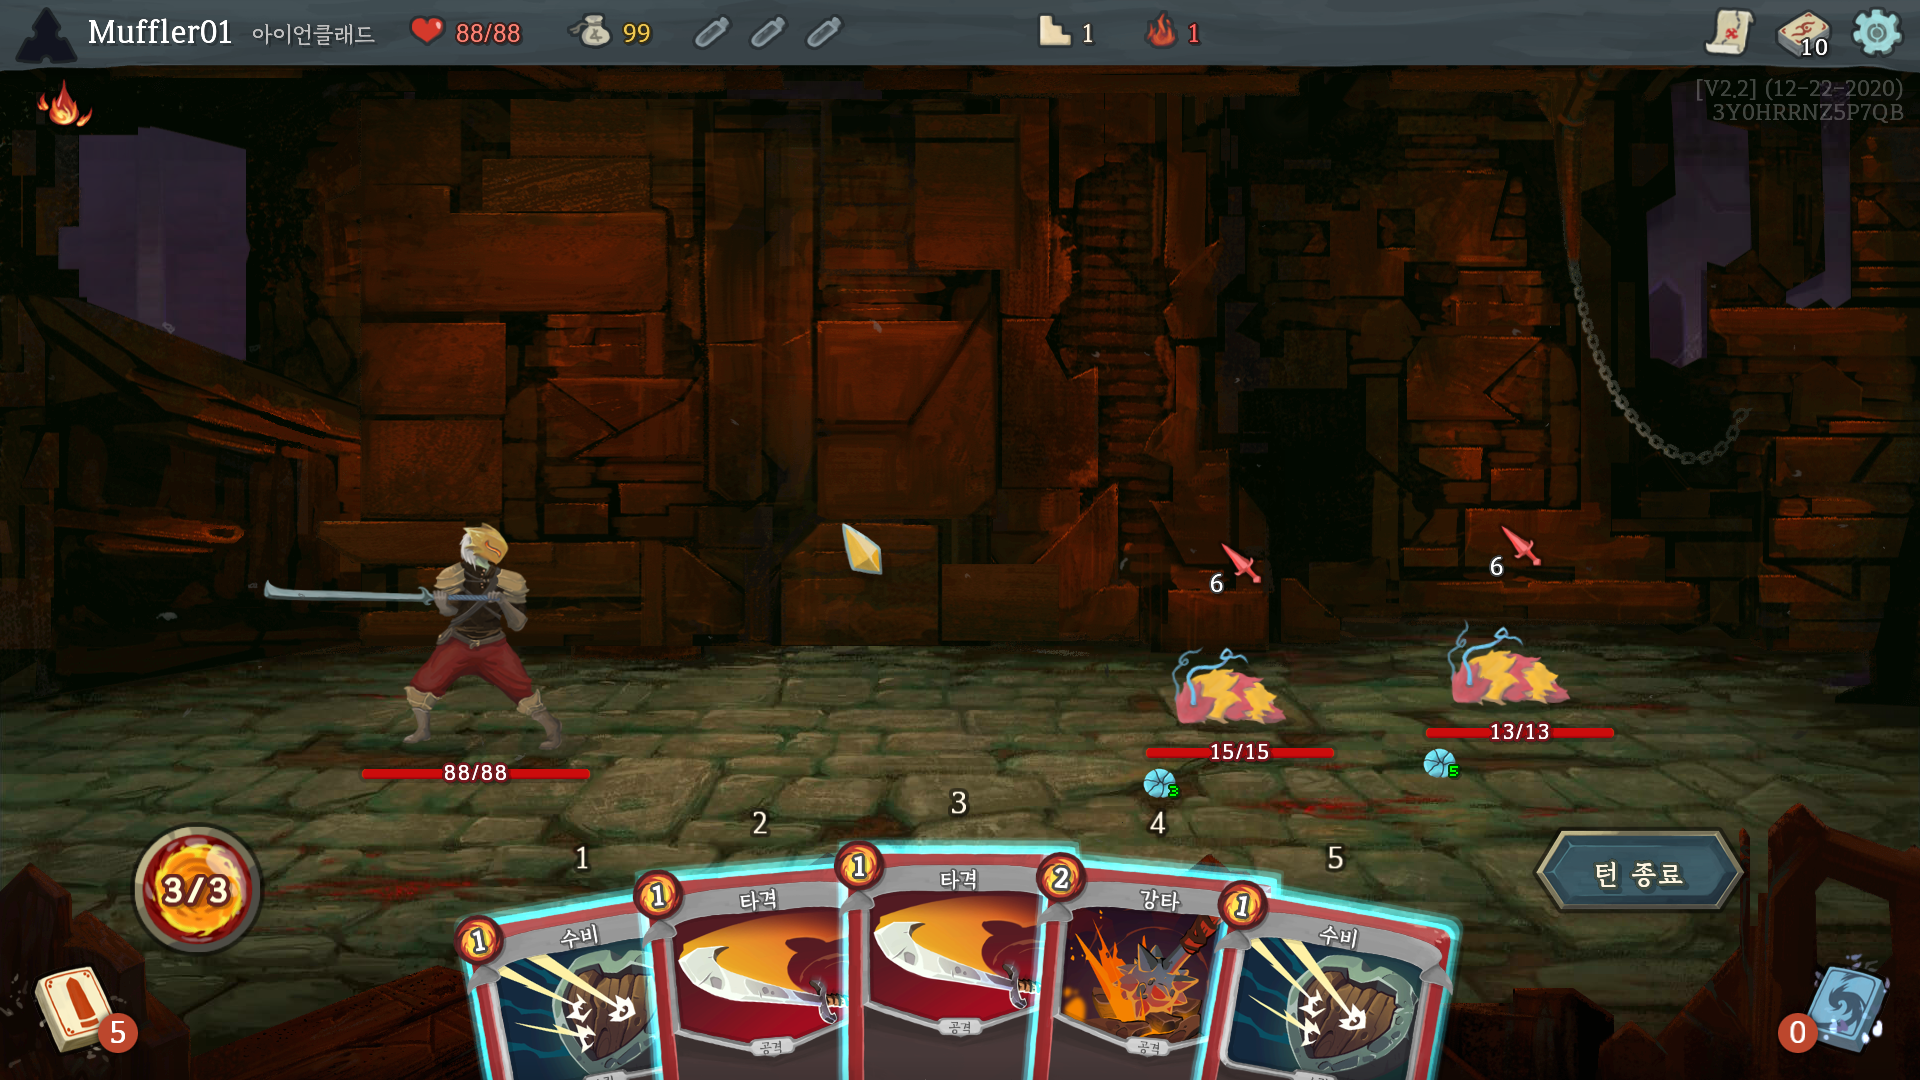 Muffler01 아이언클래드 88/88 99 1 1 10
[V2.2] (12-22-2020)
3Y0HRRNZ5P7QB
6 6
13/13
15/15
5
88/88
3
3/3
1 2 3 4 5
턴 종료
1 수비
1 타격
1 타격
2 강타
1 수비
공격
공격
공격
5
0